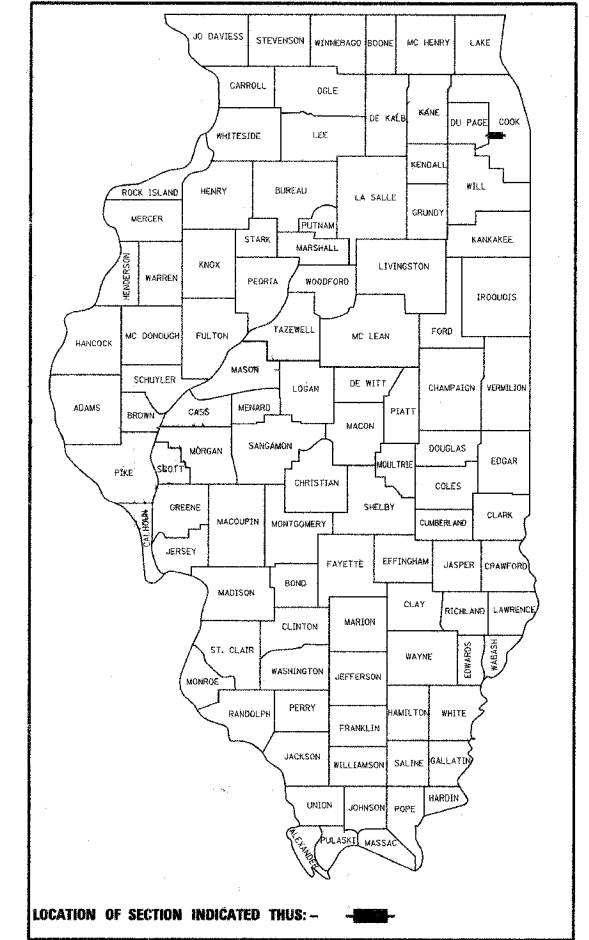 JO DAVIESS STEVENSON WINNEBAGO BOONE MC HENRY LAKE
CARROLL OGLE DE KALB KANE DU PAGE COOK
WHITESIDE LEE KENDALL WILL
ROCK ISLAND HENRY BUREAU LA SALLE GRUNDY
MERCER PUTNAM KANKAKEE
HENDERSON WARREN KNOX STARK MARSHALL LIVINGSTON
PEORIA WOODFORD IROQUOIS
HANCOCK MC DONOUGH FULTON TAZEWELL MC LEAN FORD
MASON
SCHUYLER LOGAN DE WITT CHAMPAIGN VERMILION
ADAMS BROWN CASS MENARD MACON PIATT
MORGAN SANGAMON DOUGLAS EDGAR
PIKE SCOTT CHRISTIAN MOULTRIE COLES
CALHOUN GREENE MACOUPIN MONTGOMERY SHELBY CUMBERLAND CLARK
JERSEY FAYETTE EFFINGHAM JASPER CRAWFORD
MADISON BOND CLAY RICHLAND LAWRENCE
CLINTON MARION
ST. CLAIR WAYNE EDWARDS WABASH
MONROE WASHINGTON JEFFERSON
RANDOLPH PERRY HAMILTON WHITE
FRANKLIN
JACKSON WILLIAMSON SALINE GALLATIN
UNION JOHNSON POPE HARDIN
ALEXANDER PULASKI MASSAC
LOCATION OF SECTION INDICATED THUS: -